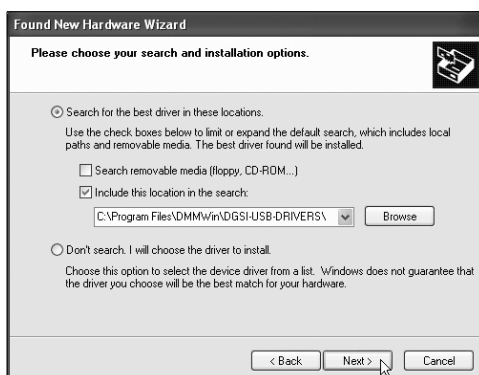 Found New Hardware Wizard
Please choose your search and installation options.
Search for the best driver in these locations.
Use the check boxes below to limit or expand the default search, which includes local
paths and removable media. The best driver found will be installed.
Search removable media (floppy, CD-ROM...)
Include this location in the search:
C:\Program Files\DMMWin\DGSI-USB-DRIVERS\
Browse
Don't search. I will choose the driver to install.
Choose this option to select the device driver from a list. Windows does not guarantee that
the driver you choose will be the best match for your hardware.
< Back
Next >
Cancel